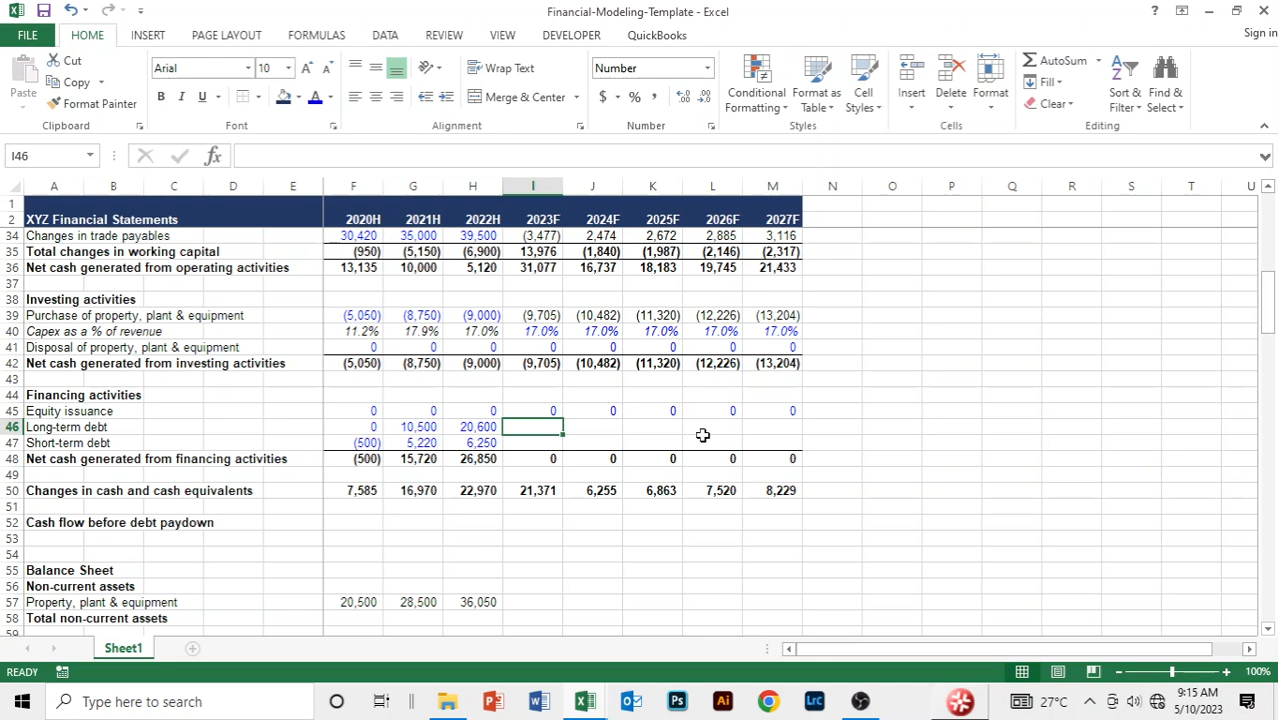 Financial-Modeling-Template - Excel
Sign in
FILE HOME INSERT PAGE LAYOUT FORMULAS DATA REVIEW VIEW DEVELOPER QuickBooks
Paste
Cut
Copy
Format Painter
Clipboard
Arial 10
B I U
Font
Wrap Text
Merge & Center
Alignment
Number
$ % ,
Number
Conditional Formatting
Format as Table
Cell Styles
Styles
Insert Delete Format
Cells
AutoSum
Fill
Clear
Sort & Filter
Find & Select
Editing
I46
fx
A B C D E F G H I J K L M N O P Q R S T U
1
2 XYZ Financial Statements 2020H 2021H 2022H 2023F 2024F 2025F 2026F 2027F
34 Changes in trade payables 30,420 35,000 39,500 (3,477) 2,474 2,672 2,885 3,116
35 Total changes in working capital (950) (5,150) (6,900) 13,976 (1,840) (1,987) (2,146) (2,317)
36 Net cash generated from operating activities 13,135 10,000 5,120 31,077 16,737 18,183 19,745 21,433
37
38 Investing activities
39 Purchase of property, plant & equipment (5,050) (8,750) (9,000) (9,705) (10,482) (11,320) (12,226) (13,204)
40 Capex as a % of revenue 11.2% 17.9% 17.0% 17.0% 17.0% 17.0% 17.0% 17.0%
41 Disposal of property, plant & equipment 0 0 0 0 0 0 0 0
42 Net cash generated from investing activities (5,050) (8,750) (9,000) (9,705) (10,482) (11,320) (12,226) (13,204)
43
44 Financing activities
45 Equity issuance 0 0 0 0 0 0 0 0
46 Long-term debt 0 10,500 20,600
47 Short-term debt (500) 5,220 6,250
48 Net cash generated from financing activities (500) 15,720 26,850 0 0 0 0 0
49
50 Changes in cash and cash equivalents 7,585 16,970 22,970 21,371 6,255 6,863 7,520 8,229
51
52 Cash flow before debt paydown
53
54
55 Balance Sheet
56 Non-current assets
57 Property, plant & equipment 20,500 28,500 36,050
58 Total non-current assets
59
Sheet1
READY
100%
Type here to search
27°C
9:15 AM
5/10/2023